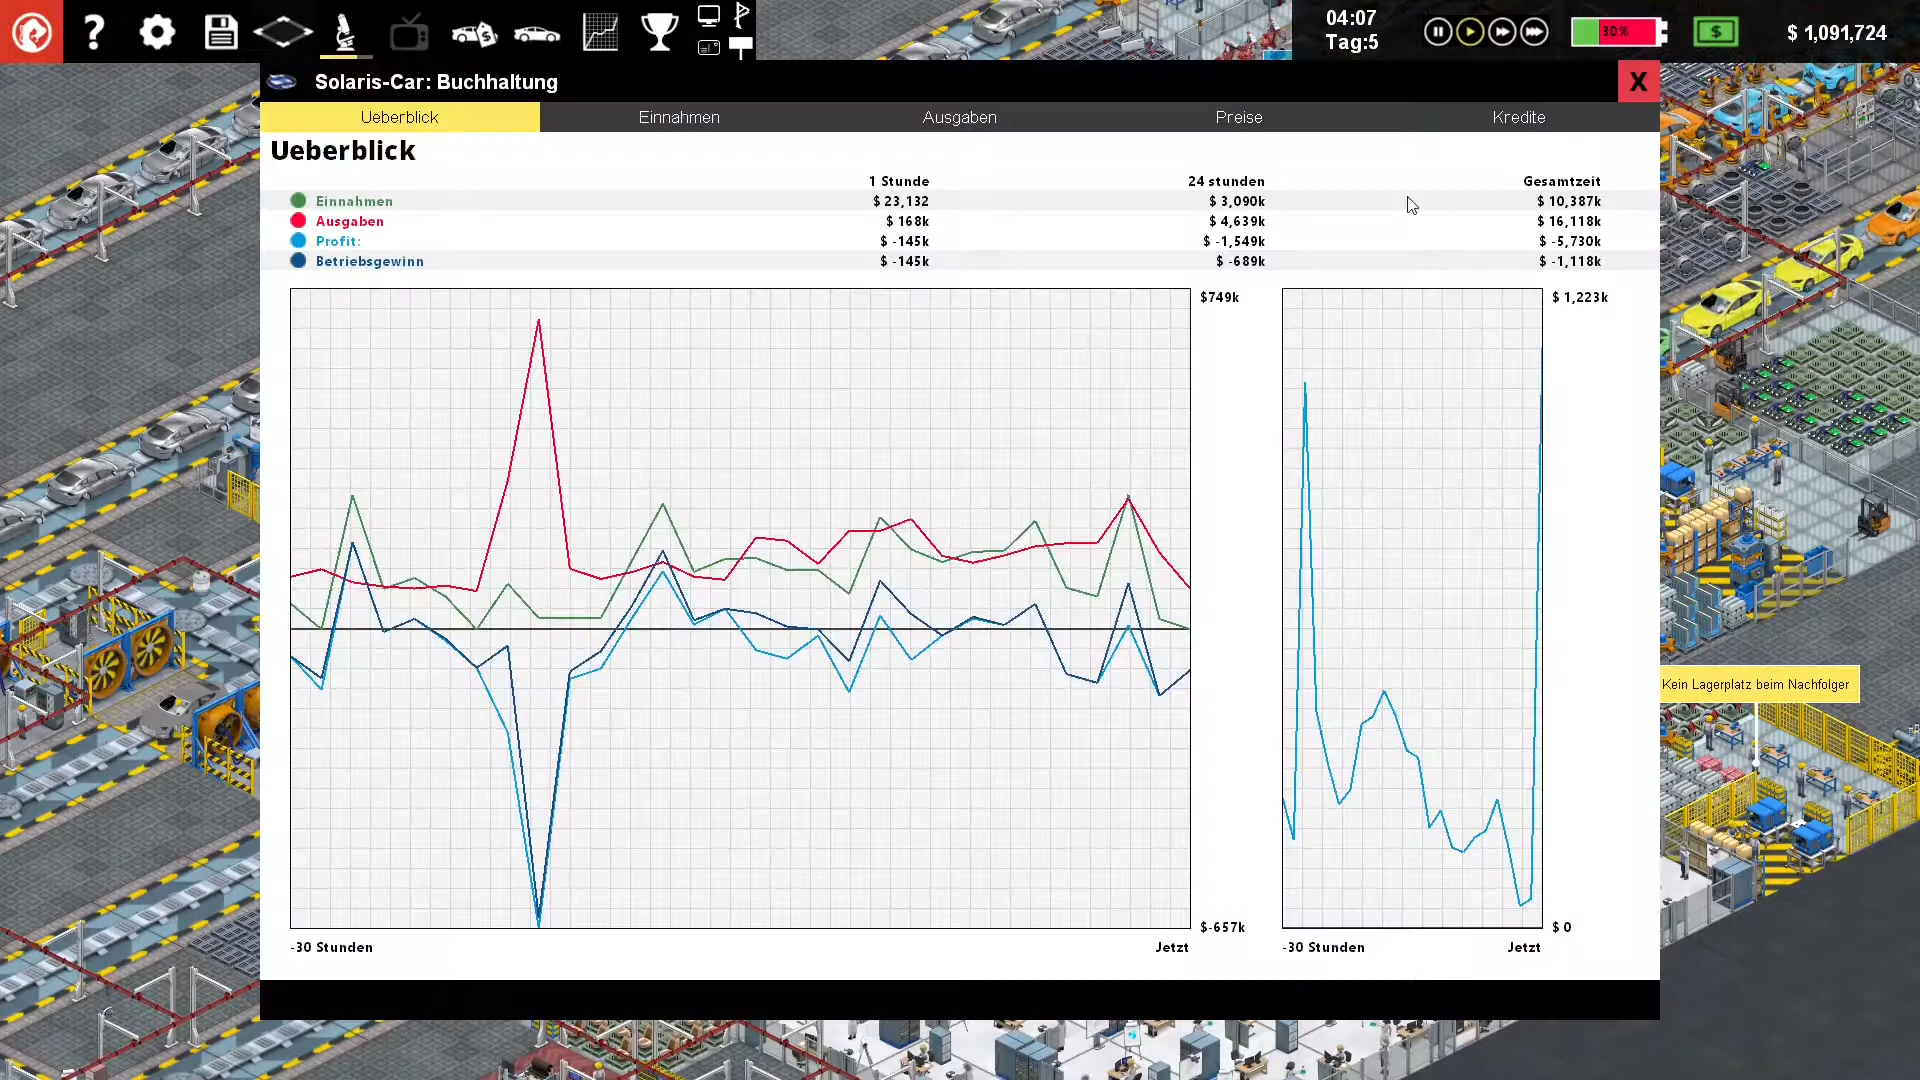 04:07
Tag:5
30%
$ 1,091,724
Solaris-Car: Buchhaltung
X
Ueberblick Einnahmen Ausgaben Preise Kredite
Ueberblick
1 Stunde 24 stunden Gesamtzeit
Einnahmen $ 23,132 $ 3,090k $ 10,387k
Ausgaben $ 168k $ 4,639k $ 16,118k
Profit: $ -145k $ -1,549k $ -5,730k
Betriebsgewinn $ -145k $ -689k $ -1,118k
$749k $ 1,223k
Kein Lagerplatz beim Nachfolger
$-657k $ 0
-30 Stunden Jetzt -30 Stunden Jetzt